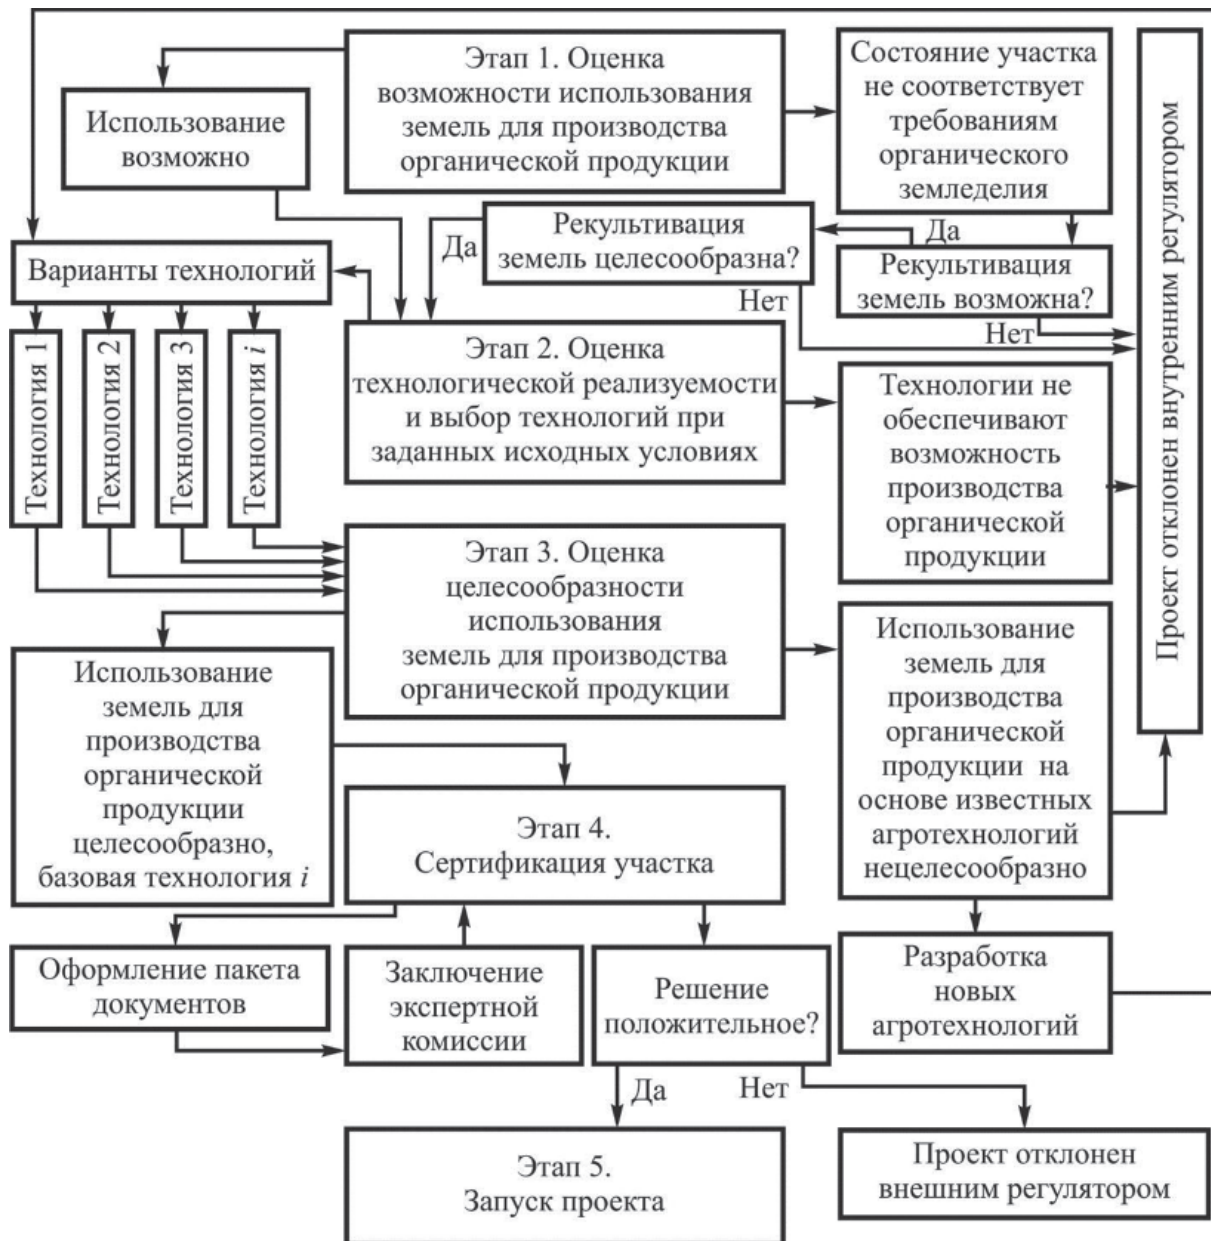 Этап 1. Оценка
возможности использования
земель для производства
органической продукции
Состояние участка
не соответствует
требованиям
органического
земледелия
Проект отклонен внутренним регулятором
Использование
возможно
Рекультивация
земель целесообразна?
Да
Да
Рекультивация
земель возможна?
Нет
Нет
Варианты технологий
Технология 1
Технология 2
Технология 3
Технология i
Этап 2. Оценка
технологической реализуемости
и выбор технологий при
заданных исходных условиях
Технологии не
обеспечивают
возможность
производства
органической
продукции
Этап 3. Оценка
целесообразности
использования
земель для производства
органической продукции
Использование
земель для
производства
органической
продукции на
основе известных
агротехнологий
нецелесообразно
Использование
земель для
производства
органической
продукции
целесообразно,
базовая технология i
Этап 4.
Сертификация участка
Оформление пакета
документов
Заключение
экспертной
комиссии
Решение
положительное?
Разработка
новых
агротехнологий
Да
Нет
Этап 5.
Запуск проекта
Проект отклонен
внешним регулятором